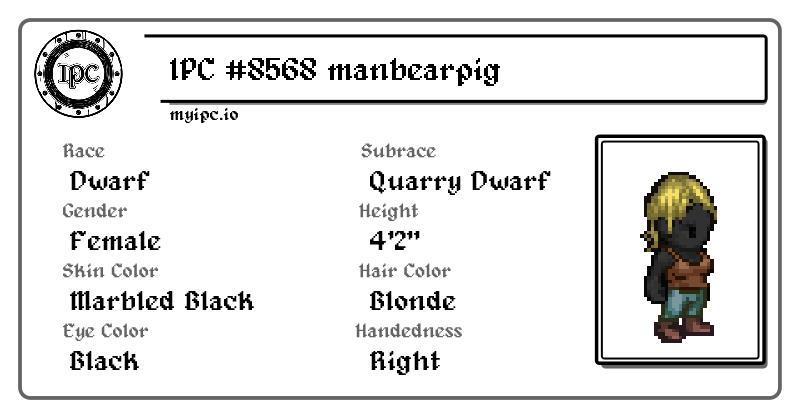 IPC
IPC #8568 manbearpig
myipc.io
Race
Subrace
Dwarf
Quarry Dwarf
Gender
Height
Female
4'2"
Skin Color
Hair Color
Marbled Black
Blonde
Eye Color
Handedness
Black
Right